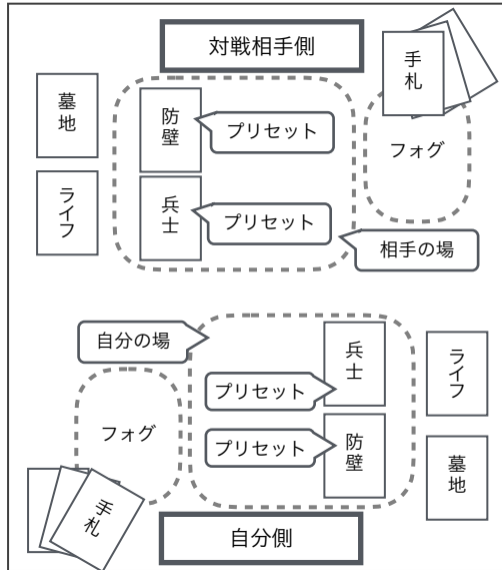 対戦相手側
手札
墓地
防壁
プリセット
フォグ
ライフ
兵士
プリセット
相手の場
自分の場
兵士
ライフ
プリセット
フォグ
プリセット
防壁
墓地
手札
自分側